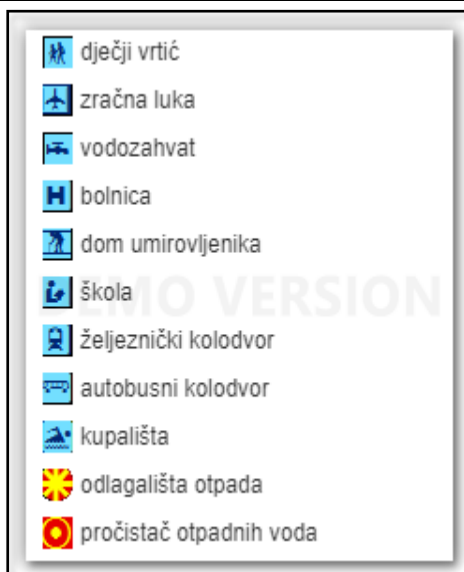 dječji vrtić
zračna luka
vodozahvat
H bolnica
dom umirovljenika
DEMO VERSION
škola
željeznički kolodvor
autobusni kolodvor
kupališta
odlagališta otpada
pročistač otpadnih voda